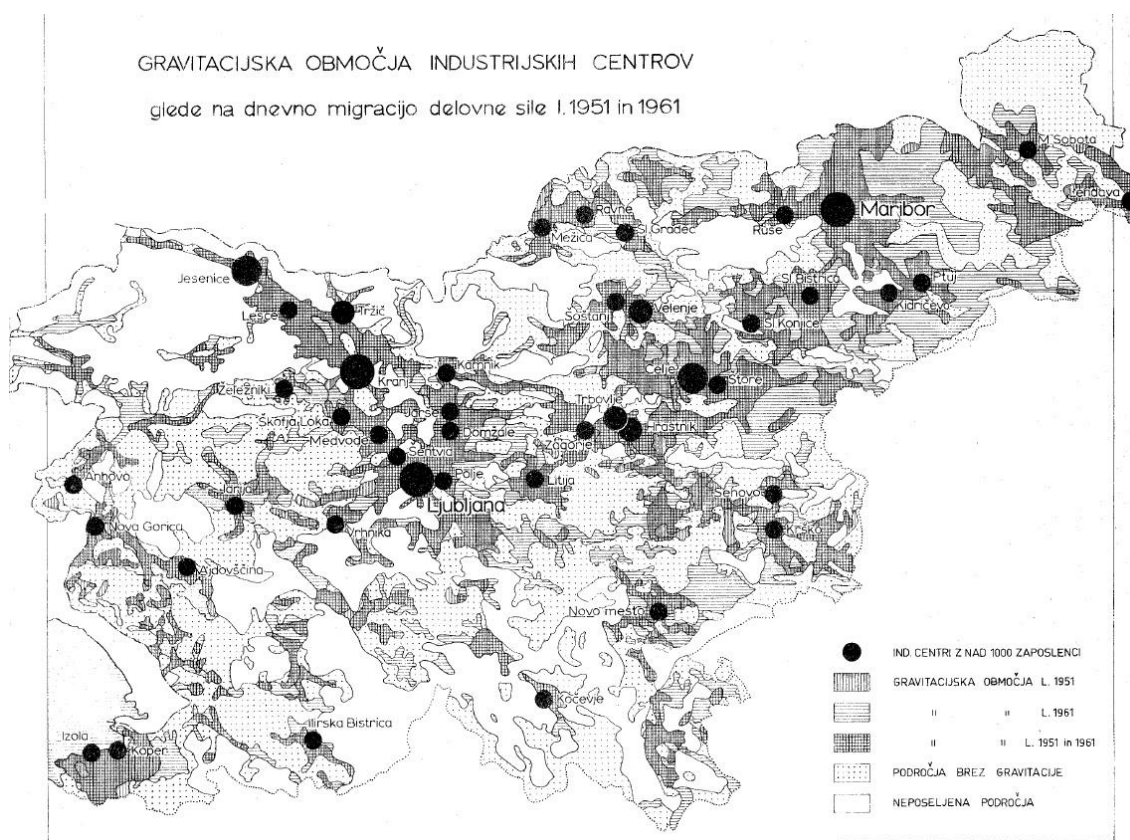 GRAVITACIJSKA OBMOČJA INDUSTRIJSKIH CENTROV
glede na dnevno migracijo delovne sile l. 1951 in 1961
M. Sobota
Lendava
Ravne
Maribor
Mežica
Sl. Gradec
Ruše
Jesenice
Ptuj
Sl. Bistrica
Kidričevo
Lesce
Tržič
Šoštanj
Velenje
Sl. Konjice
Kranj
Kamnik
Celje
Štore
Železniki
Trbovlje
Jarše
Škofja Loka
Domžale
Hrastnik
Medvode
Zagorje
Šentvid
Polje
Litija
Anhovo
Senovo
Idrija
Ljubljana
Nova Gorica
Vrhnika
Krško
Ajdovščina
Novo mesto
IND. CENTRI Z NAD 1000 ZAPOSLENCI
GRAVITACIJSKA OBMOČJA L. 1951
" " L. 1961
" " L. 1951 in 1961
PODROČJA BREZ GRAVITACIJE
NEPOSELJENA PODROČJA
Kočevje
Ilirska Bistrica
Izola
Koper